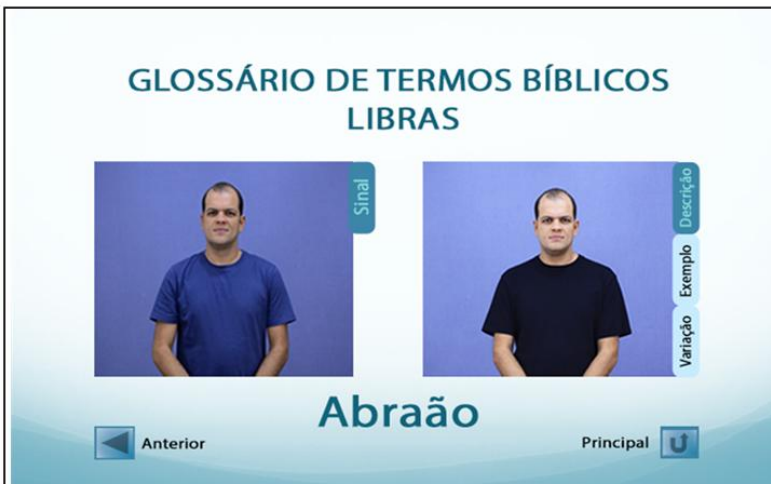 GLOSSÁRIO DE TERMOS BÍBLICOS
LIBRAS
Sinal
Descrição
Exemplo
Variação
Abraão
Anterior
Principal